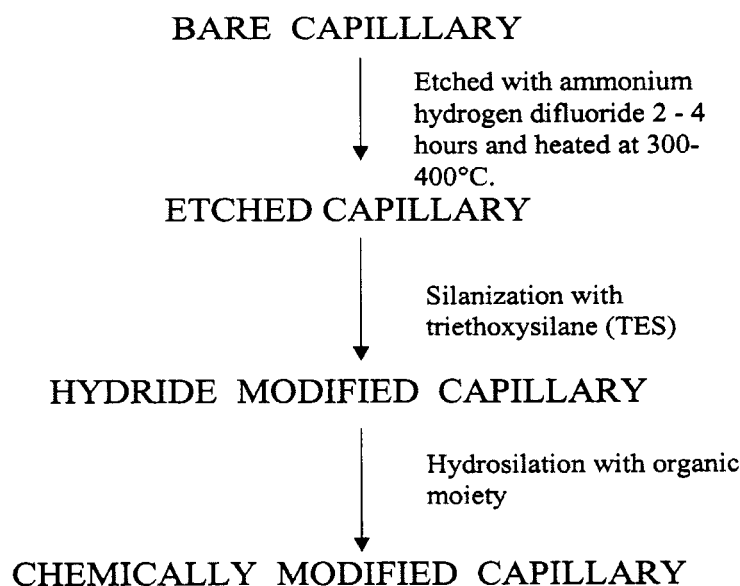 BARE CAPILLLARY
Etched with ammonium
hydrogen difluoride 2 - 4
hours and heated at 300-
400°C.
ETCHED CAPILLARY
Silanization with
triethoxysilane (TES)
HYDRIDE MODIFIED CAPILLARY
Hydrosilation with organic
moiety
CHEMICALLY MODIFIED CAPILLARY